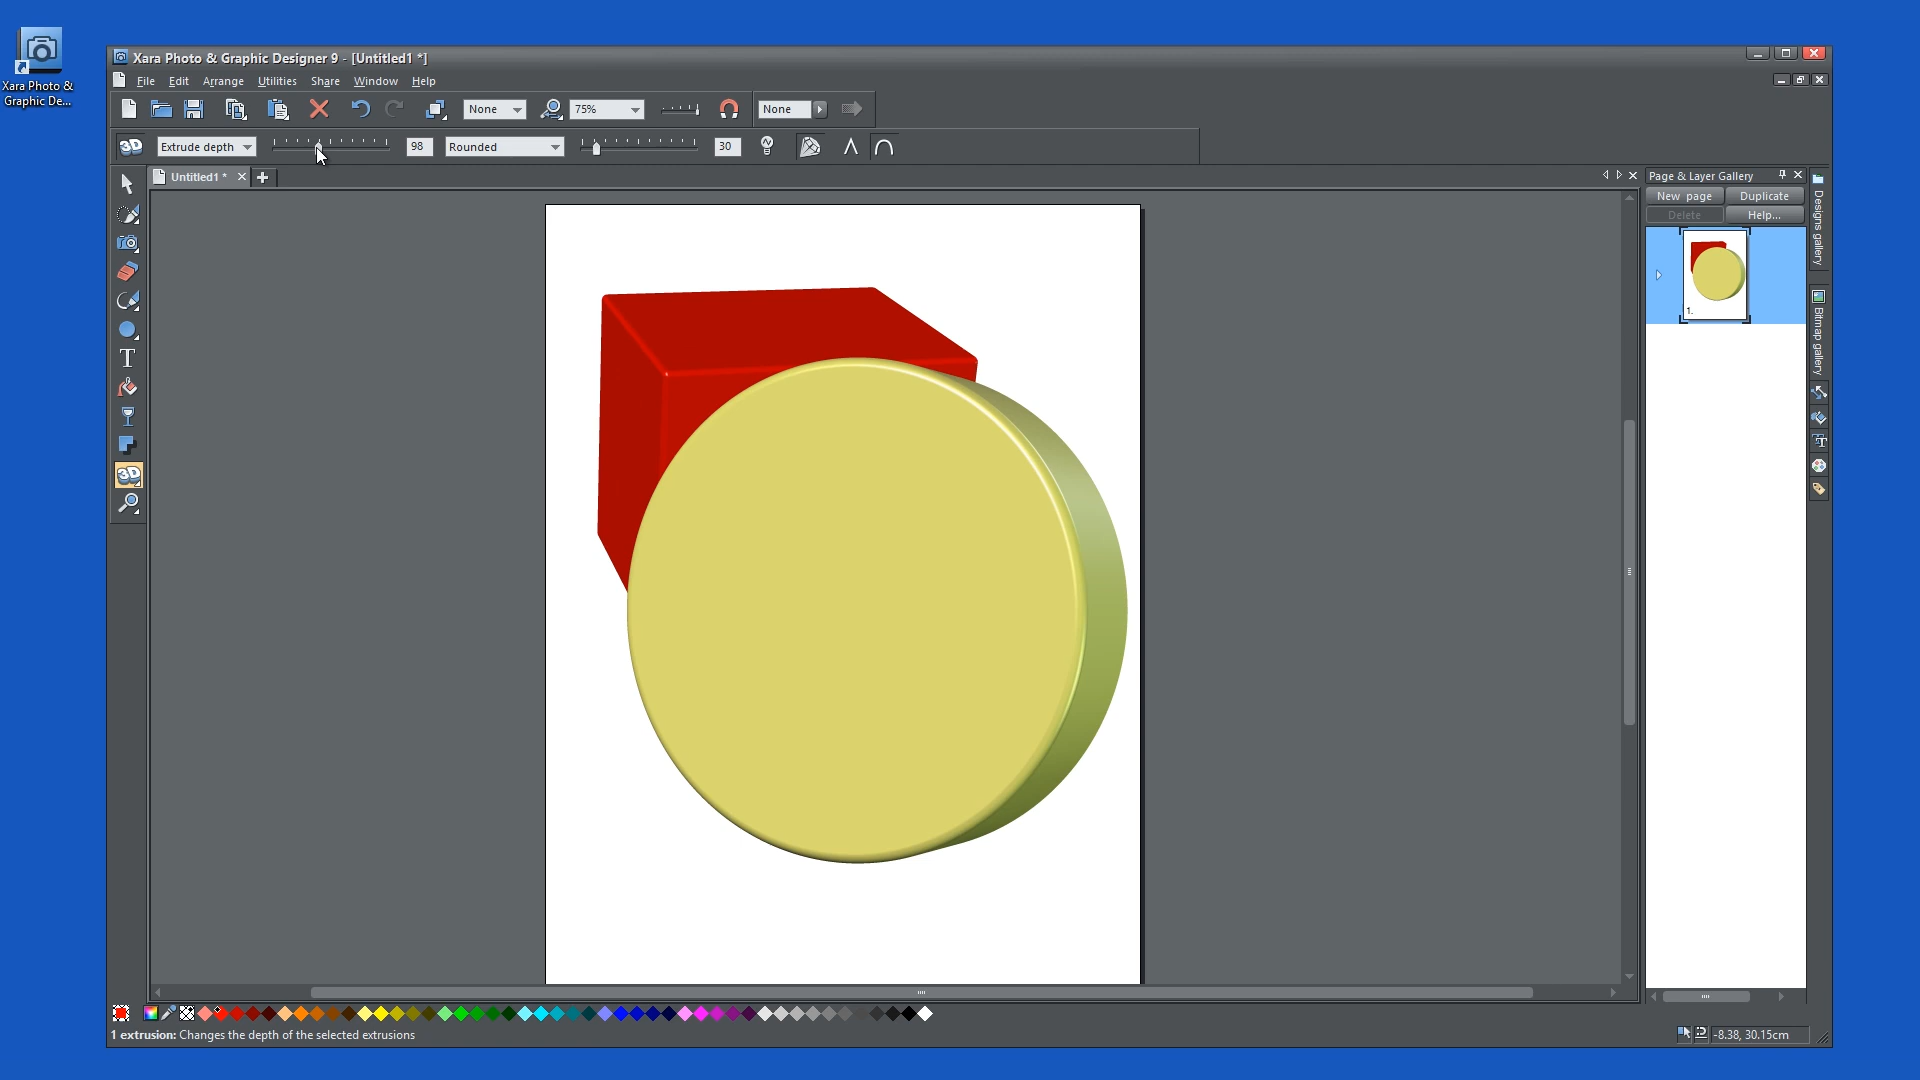 Xara Photo &
Graphic De...
Xara Photo & Graphic Designer 9 - [Untitled1 *]
File Edit Arrange Utilities Share Window Help
None 75% None
3D Extrude depth 98 Rounded 30
Untitled1 *
Page & Layer Gallery
New page Duplicate
Delete Help...
1.
Designs gallery
Bitmap gallery
T
3D
1 extrusion: Changes the depth of the selected extrusions
-8.38, 30.15cm